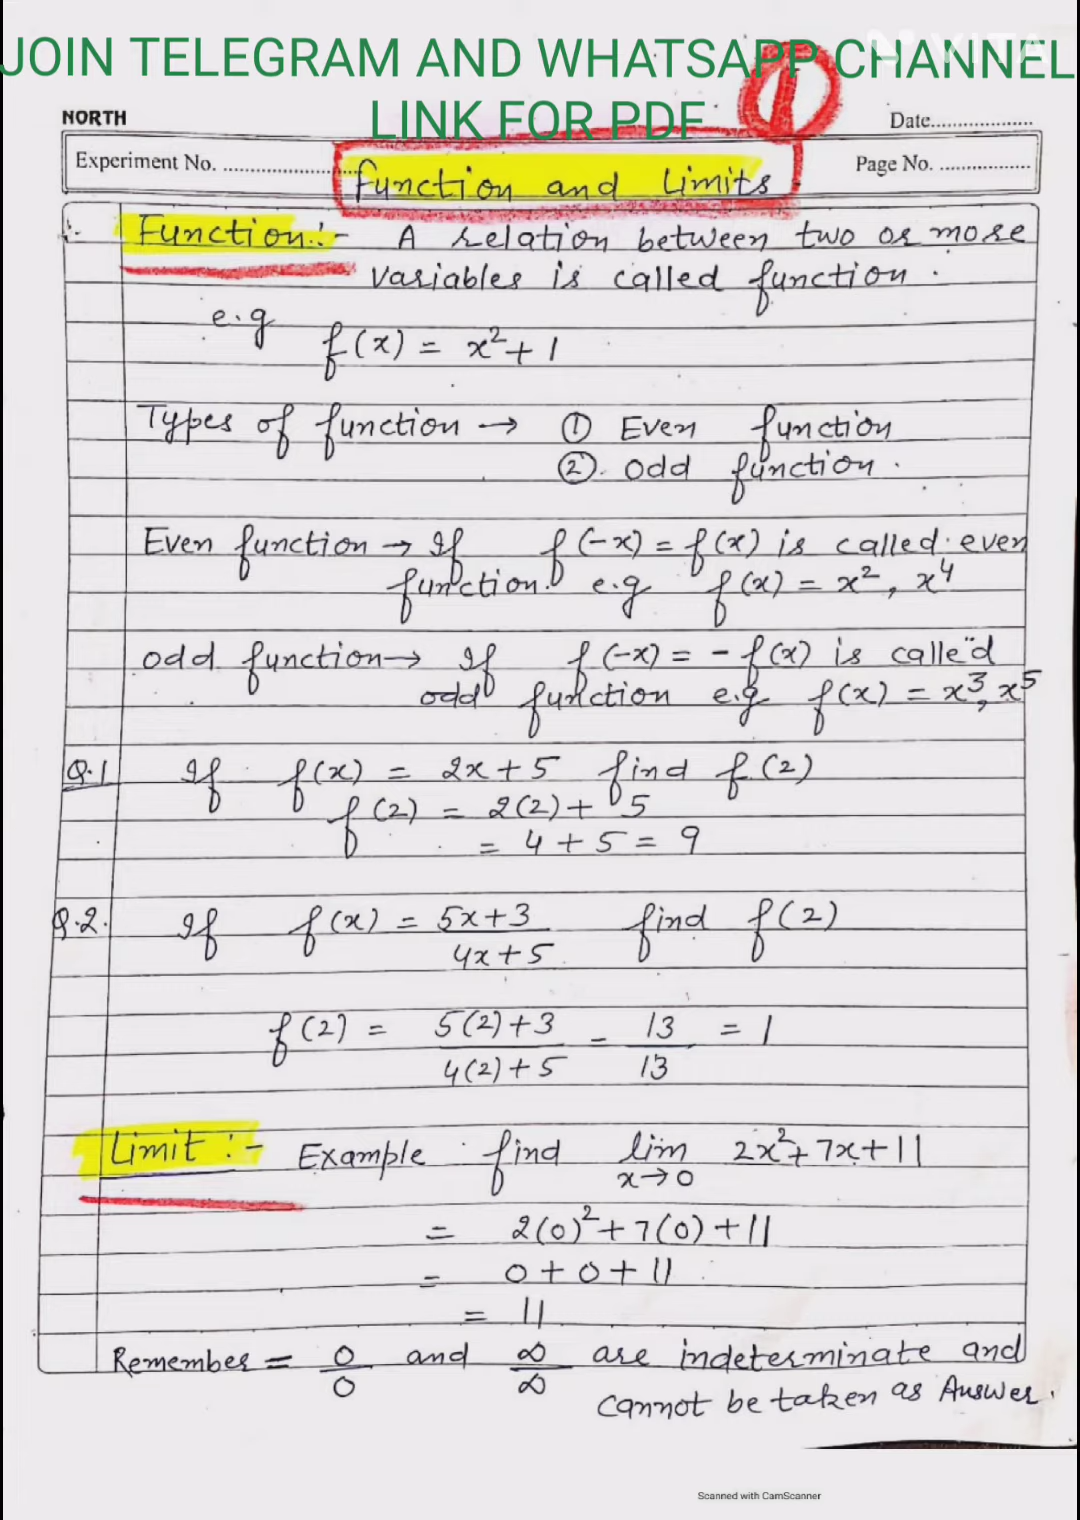 JOIN TELEGRAM AND WHATSAPP CHANNEL
LINK FOR PDF
1
NORTH
Date..................
Experiment No. ..........................
Page No. ................
Function and Limits
Function :- A relation between two or more
variables is called function.
e.g
f(x) = x² + 1
Types of function → ① Even function
②. odd function.
Even function → If f(-x) = f(x) is called even
function. e.g f(x) = x², x⁴
odd function → If f(-x) = - f(x) is called
odd function e.g f(x) = x³, x⁵
Q.1 If f(x) = 2x + 5 find f(2)
f(2) = 2(2) + 5
= 4 + 5 = 9
Q.2. If f(x) = 5x+3 find f(2)
4x+5
f(2) = 5(2)+3 = 13 = 1
4(2)+5 13
Limit :- Example find lim 2x²+7x+11
x→0
= 2(0)²+7(0)+11
= 0+0+11
= 11
Remember = 0/0 and ∞/∞ are indeterminate and
cannot be taken as Answer.
Scanned with CamScanner